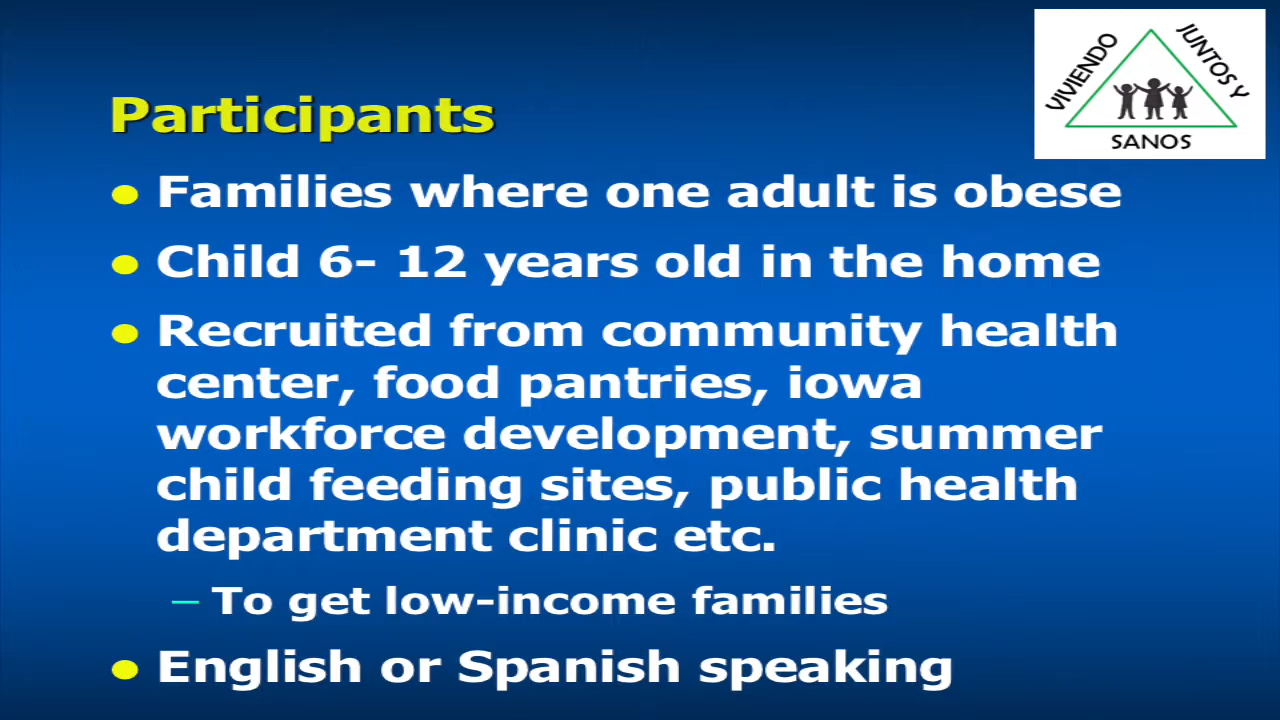 VIVIENDO JUNTOS Y
SANOS
Participants
Families where one adult is obese
Child 6- 12 years old in the home
Recruited from community health
center, food pantries, iowa
workforce development, summer
child feeding sites, public health
department clinic etc.
– To get low-income families
English or Spanish speaking